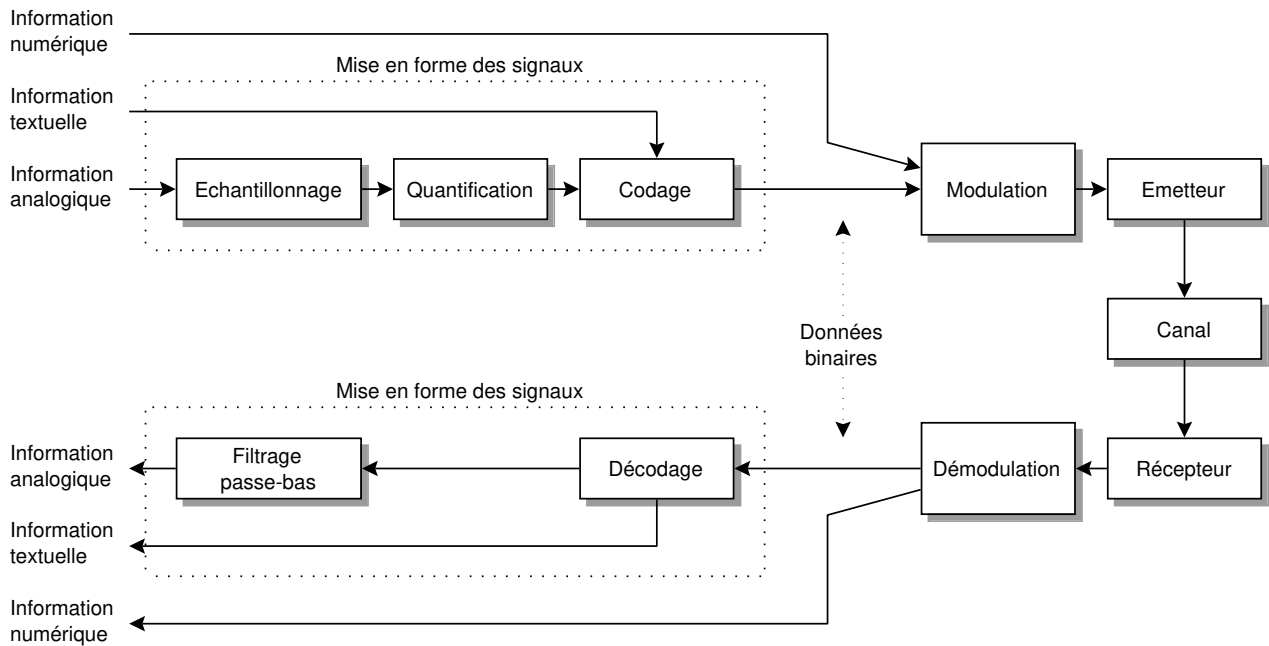 Information
numérique
Mise en forme des signaux
Information
textuelle
Information
analogique
Echantillonnage
Quantification
Codage
Modulation
Emetteur
Données
binaires
Canal
Mise en forme des signaux
Information
analogique
Filtrage
passe-bas
Décodage
Démodulation
Récepteur
Information
textuelle
Information
numérique